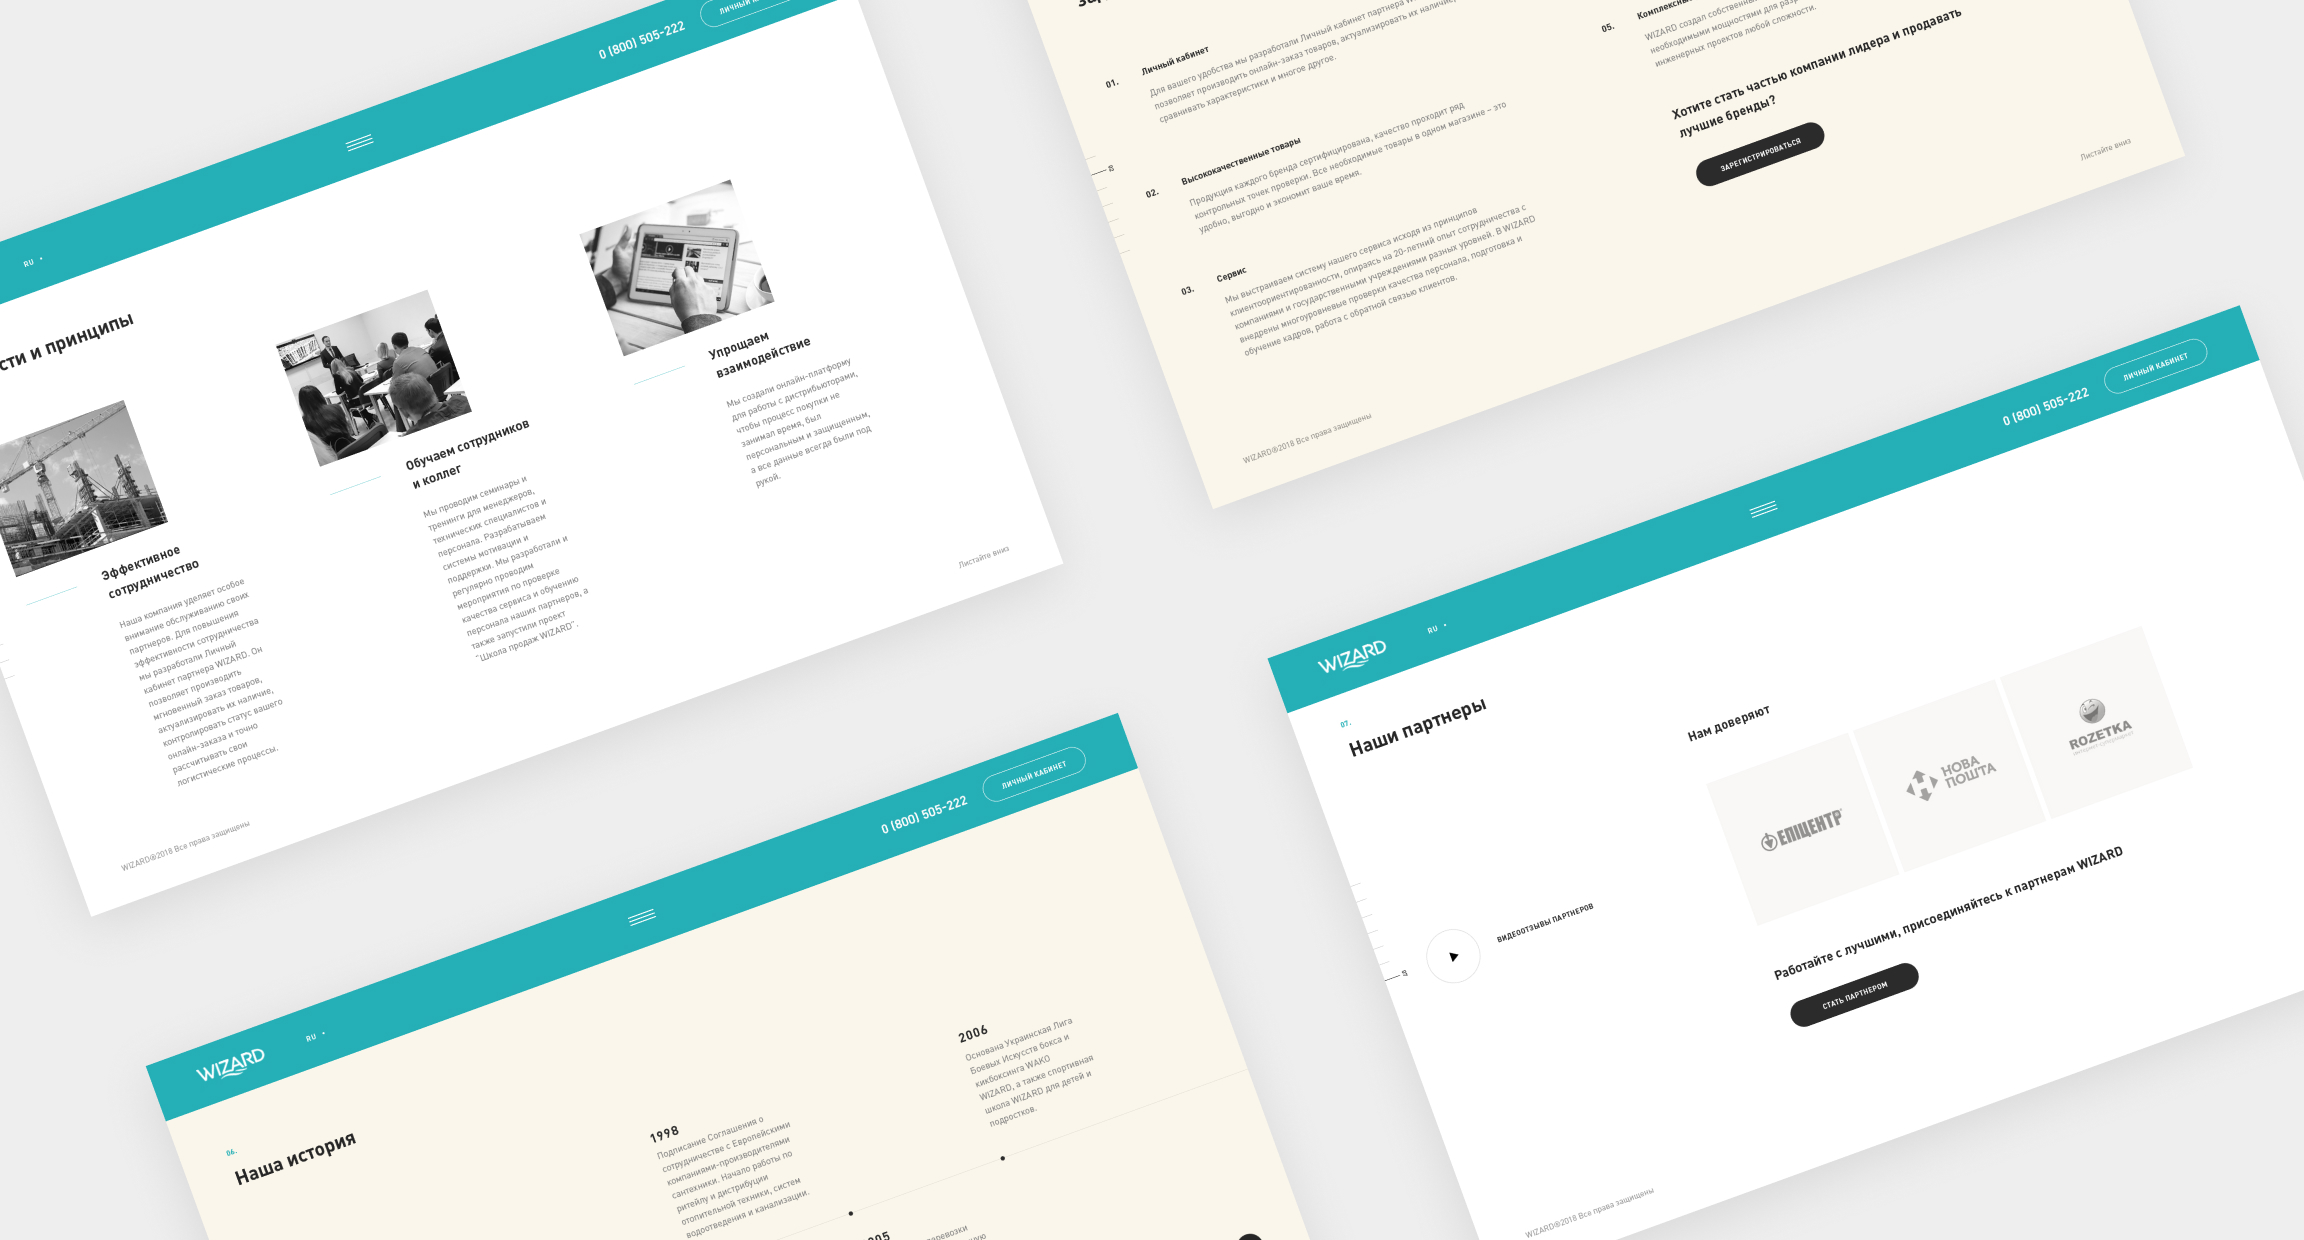 0 (800) 505-222
RU
сти и принципы
Эффективное
сотрудничество
Наша компания уделяет особое
внимание обслуживанию своих
партнеров. Для повышения
эффективности сотрудничества
мы разработали Личный
кабинет партнера WIZARD. Он
позволяет производить
мгновенный заказ товаров,
актуализировать их наличие,
контролировать статус вашего
онлайн-заказа и точно
рассчитывать свои
логистические процессы.
Обучаем сотрудников
и коллег
Мы проводим семинары и
тренинги для менеджеров,
технических специалистов и
персонала. Разрабатываем
системы мотивации и
поддержки. Мы разработали и
регулярно проводим
мероприятия по проверке
качества сервиса и обучению
персонала наших партнеров, а
также запустили проект
"Школа продаж WIZARD".
Упрощаем
взаимодействие
Мы создали онлайн-платформу
для работы с дистрибьюторами,
чтобы процесс покупки не
занимал время, был
персональным и защищенным,
а все данные всегда были под
рукой.
Листайте вниз
WIZARD®2018 Все права защищены
01.
Личный кабинет
Для вашего удобства мы разработали Личный кабинет партнера
позволяет производить онлайн-заказ товаров, актуализировать их наличие,
сравнивать характеристики и многое другое.
02.
Высококачественные товары
Продукция каждого бренда сертифицирована, качество проходит ряд
контрольных точек проверки. Все необходимые товары в одном магазине – это
удобно, выгодно и экономит ваше время.
03.
Сервис
Мы выстраиваем систему нашего сервиса исходя из принципов
клиентоориентированности, опираясь на 20-летний опыт сотрудничества с
компаниями и государственными учреждениями разных уровней. В WIZARD
внедрены многоуровневые проверки качества персонала, подготовка и
обучение кадров, работа с обратной связью клиентов.
05.
WIZARD создал собственный
необходимыми мощностями для
инженерных проектов любой сложности.
Хотите стать частью компании лидера и продавать
лучшие бренды?
ЗАРЕГИСТРИРОВАТЬСЯ
Листайте вниз
WIZARD®2018 Все права защищены
WIZARD
RU
0 (800) 505-222
ЛИЧНЫЙ КАБИНЕТ
06.
Наша история
1998
Подписание Соглашения о
сотрудничестве с Европейскими
компаниями-производителями
сантехники. Начало работы по
ритейлу и дистрибуции
отопительной техники, систем
водоотведения и канализации.
2006
Основана Украинская Лига
Боевых Искусств бокса и
кикбоксинга WAKO
WIZARD, а также спортивная
школа WIZARD для детей и
подростков.
WIZARD
RU
0 (800) 505-222
ЛИЧНЫЙ КАБИНЕТ
07.
Наши партнеры
ВИДЕООТЗЫВЫ ПАРТНЕРОВ
Нам доверяют
ЕПІЦЕНТР
НОВА
ПОШТА
ROZETKA
Работайте с лучшими, присоединяйтесь к партнерам WIZARD
СТАТЬ ПАРТНЕРОМ
WIZARD®2018 Все права защищены